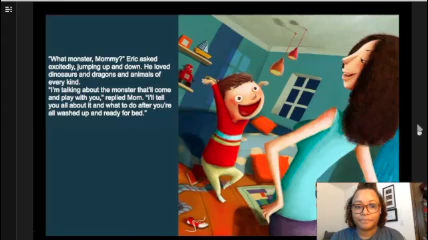 "What monster, Mommy?" Eric asked
excitedly, jumping up and down. He loved
dinosaurs and dragons and animals of
every kind.
"I'm talking about the monster that'll come
and play with you," replied Mom. "I'll tell
you all about it and what to do after you're
all washed up and ready for bed."